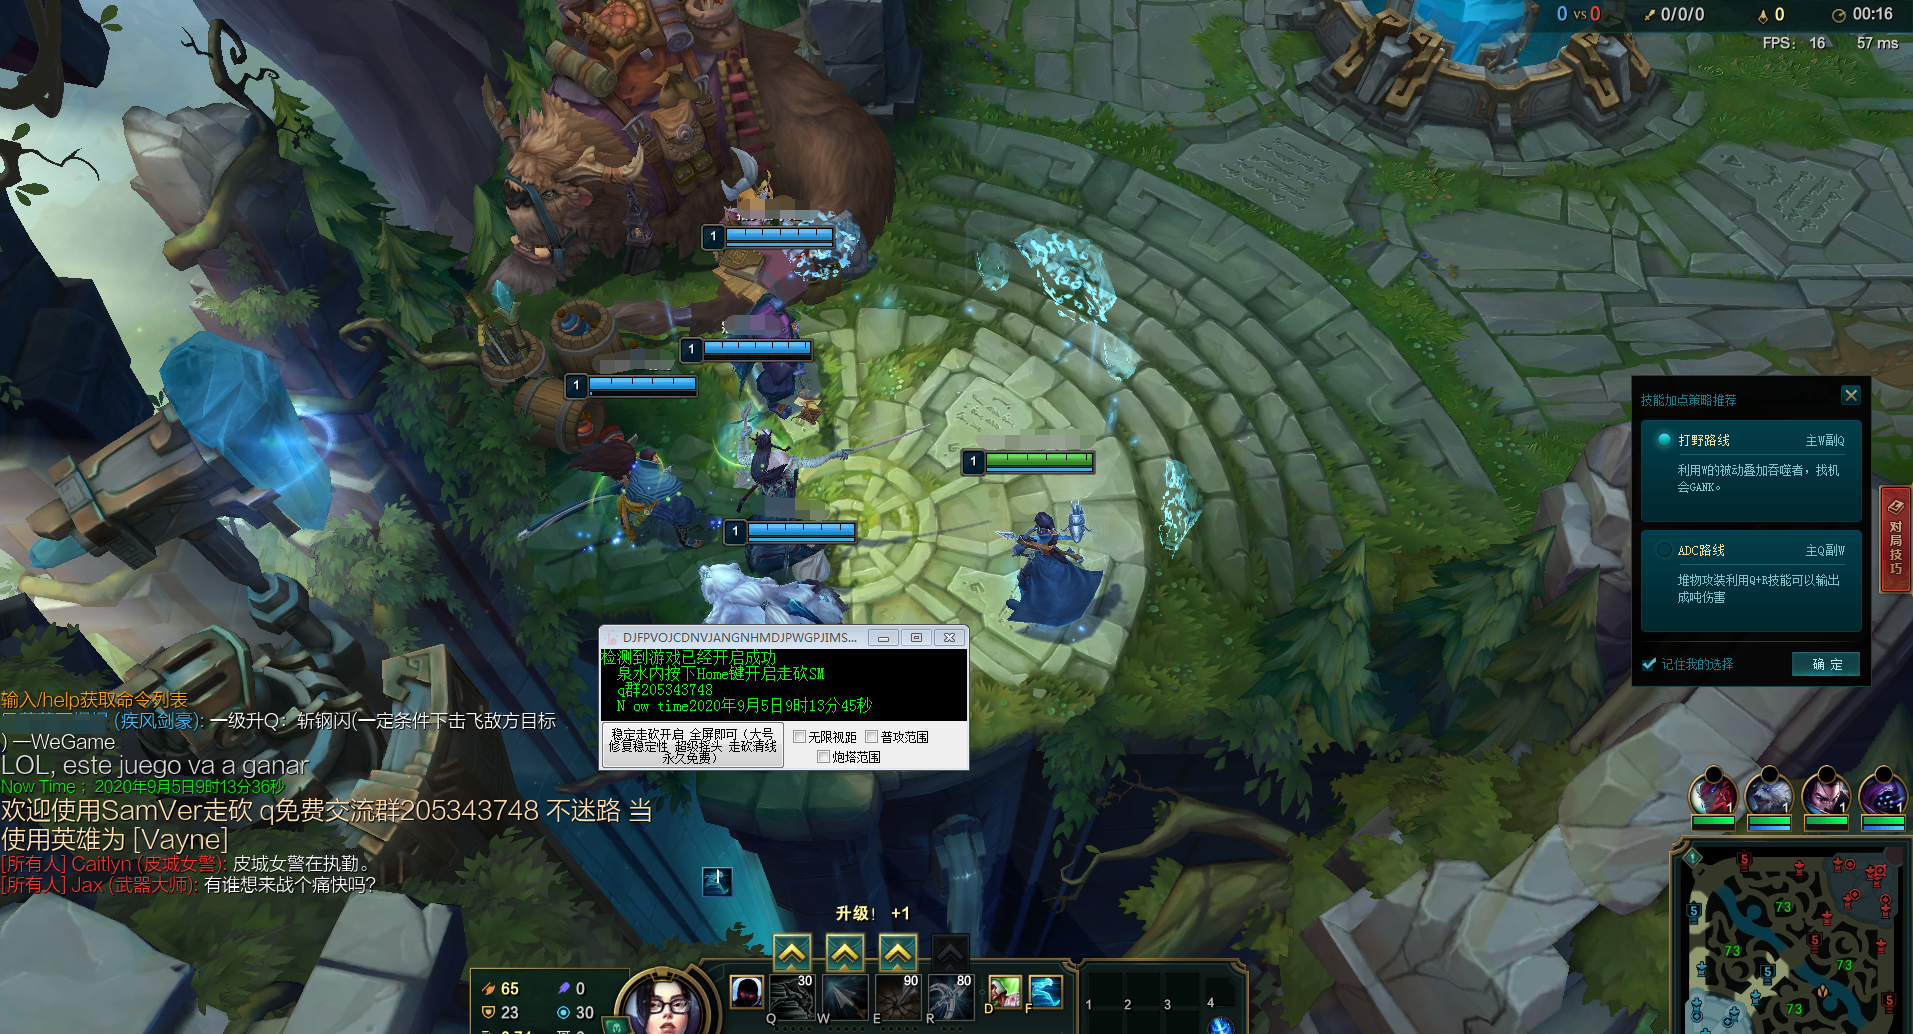 0 vs 0
0/0/0
0
00:16
FPS: 16
57 ms
1
1
1
1
1
技能加点策略推荐
打野路线
主W副Q
利用W的被动叠加吞噬者，找机
会GANK。
ADC路线
主Q副W
堆物攻装利用Q+R技能可以输出
成吨伤害
记住我的选择
确 定
对局技巧
DJFPVOJCDNVJANGNHMDJPWGPJIMS...
检测到游戏已经开启成功
泉水内按下Home键开启走砍SM
q群205343748
N ow time2020年9月5日9时13分45秒
稳定走砍开启 全屏即可（大号
修复稳定性 超级摇头 走砍清线
永久免费）
无限视距
普攻范围
炮塔范围
输入/help获取命令列表
(疾风剑豪): 一级升Q：斩钢闪(一定条件下击飞敌方目标
) —WeGame
LOL, este juego va a ganar
Now Time ：2020年9月5日9时13分36秒
欢迎使用SamVer走砍 q免费交流群205343748 不迷路 当
使用英雄为 [Vayne]
[所有人] Caitlyn (皮城女警): 皮城女警在执勤。
[所有人] Jax (武器大师): 有谁想来战个痛快吗?
升级! +1
65
0
23
30
30
90
80
Q
W
E
R
D
F
1
2
3
4
1
1
1
1
5
5
73
73
5
5
73
73
5